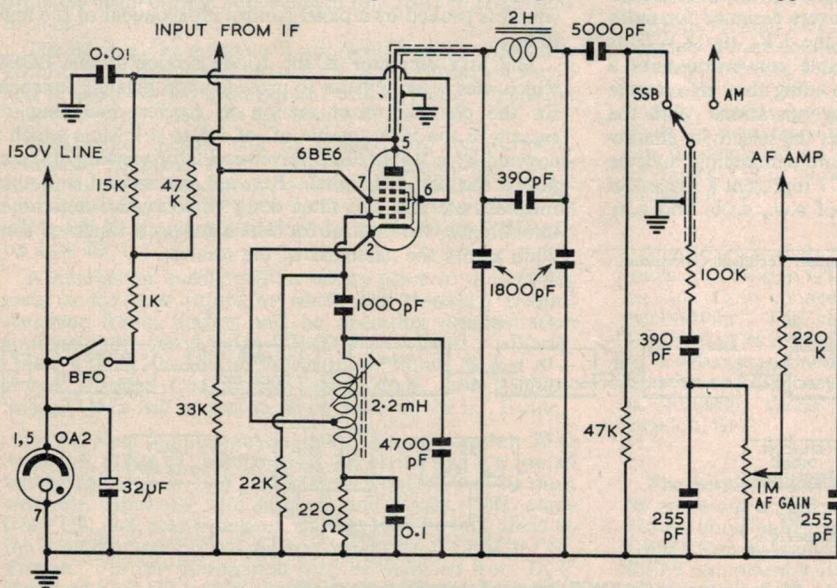 INPUT FROM IF
2H
5000pF
0.01
SSB
AM
150V LINE
6BE6
5
AF AMP
15K
47
K
7
1
2
6
390pF
1800pF
100K
1K
1000pF
390
pF
220
K
BFO
33K
2·2mH
47K
1,5
OA2
32µF
4700
pF
22K
1M
AF GAIN
7
220
Ω
0.1
255
pF
255
pF